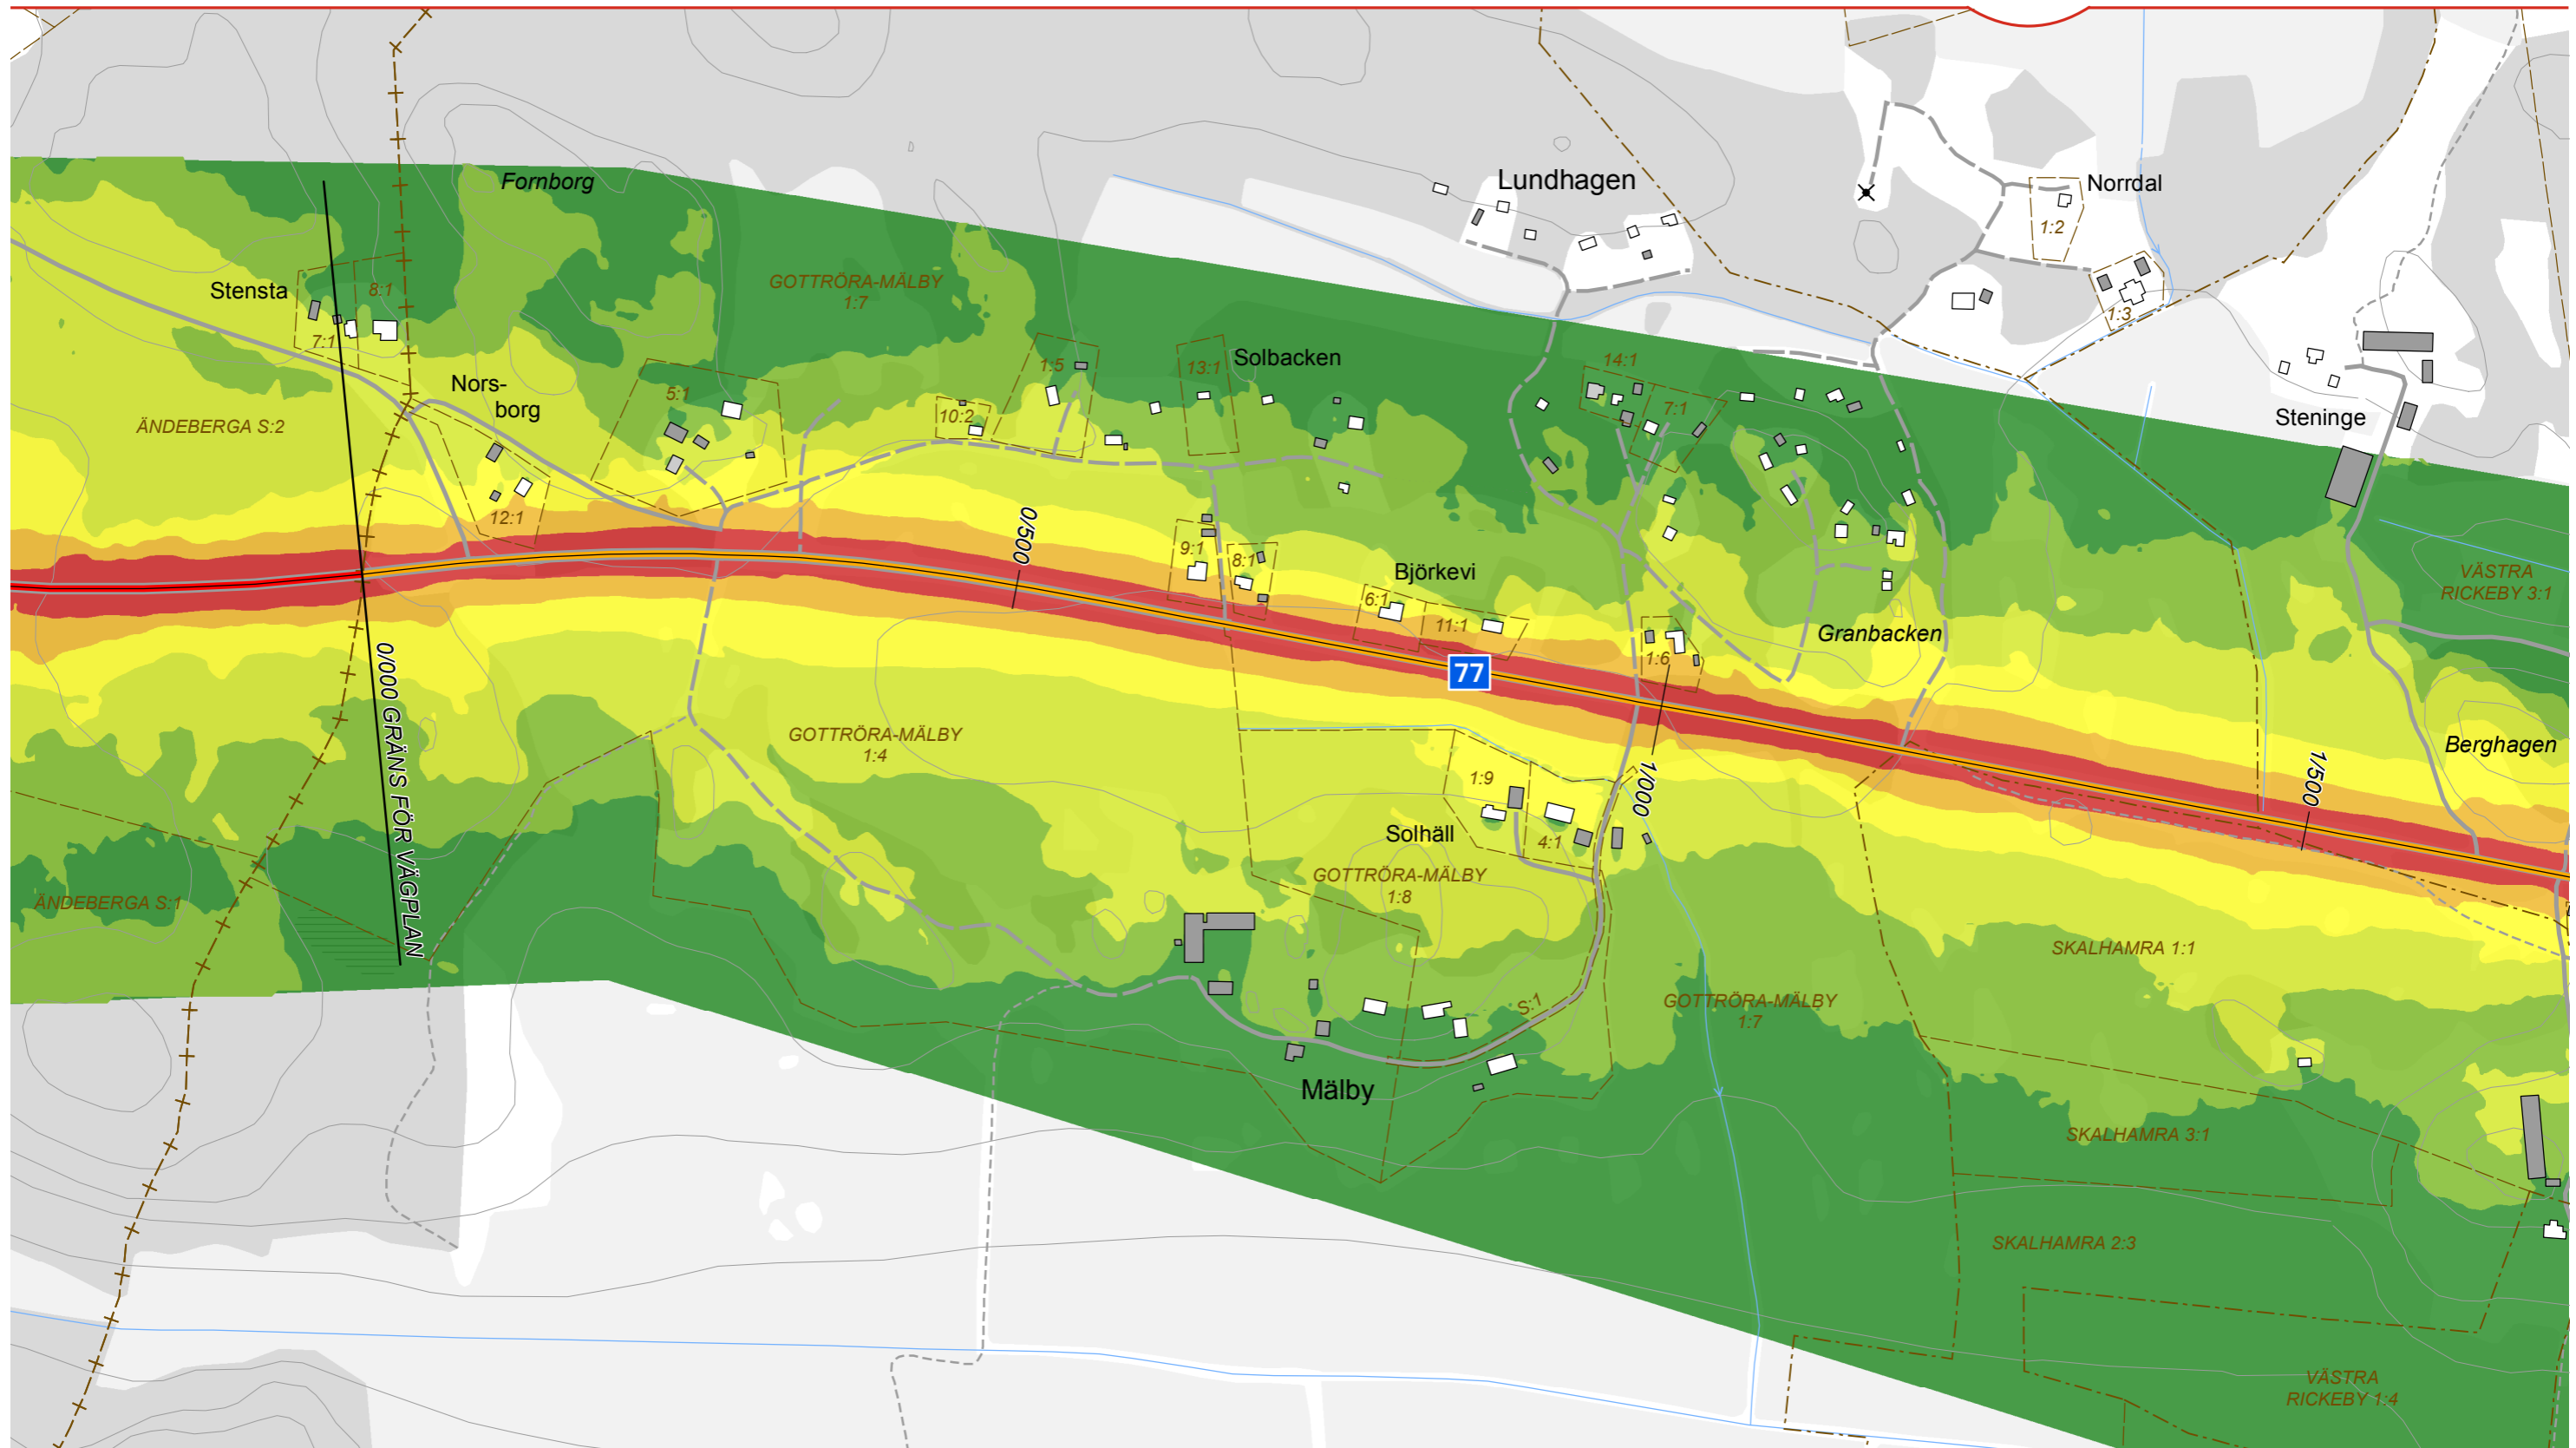 Fornborg
Lundhagen
Norrdal
1:2
Stensta
8:1
GOTTRÖRA-MÄLBY
1:7
1:3
7:1
Solbacken
1:5
13:1
14:1
Nors-
borg
5:1
10:2
7:1
Steninge
ÄNDEBERGA S:2
12:1
0/500
9:1
8:1
Björkevi
6:1
11:1
VÄSTRA
RICKEBY 3:1
Granbacken
1:6
77
0/000 GRÄNS FÖR VÄGPLAN
GOTTRÖRA-MÄLBY
1:4
1:9
1/000
1/500
Berghagen
Solhäll
4:1
GOTTRÖRA-MÄLBY
1:8
ÄNDEBERGA S:1
SKALHAMRA 1:1
S:1
GOTTRÖRA-MÄLBY
1:7
Mälby
SKALHAMRA 3:1
SKALHAMRA 2:3
VÄSTRA
RICKEBY 1:4